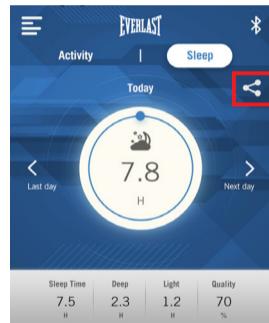 EVERLAST
Activity | Sleep
Today
7.8
H
Last day
Next day
Sleep Time Deep Light Quality
7.5 2.3 1.2 70
H H H %